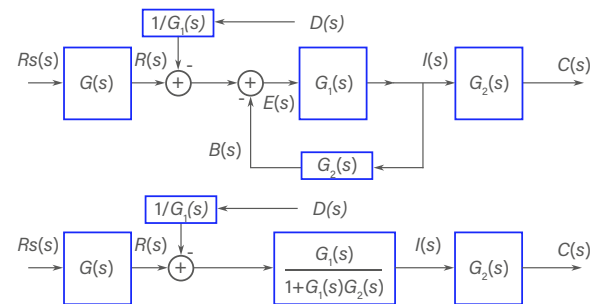 1/G₁(s) D(s)
Rs(s) G(s) R(s) - + - + E(s) G₁(s) I(s) G₂(s) C(s)
B(s) G₂(s)
1/G₁(s) D(s)
Rs(s) G(s) R(s) - + G₁(s) I(s) G₂(s) C(s)
1+G₁(s)G₂(s)